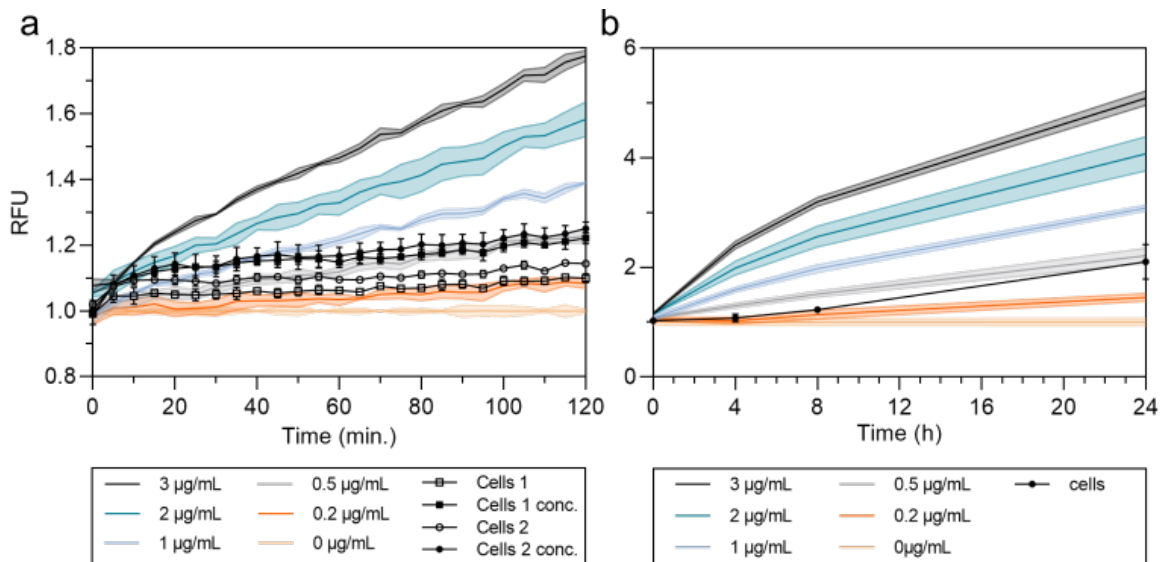 a
b
1.8
1.6
1.4
1.2
1.0
0.8
RFU
0 20 40 60 80 100 120
Time (min.)
6
4
2
0
0 4 8 12 16 20 24
Time (h)
3 µg/mL
2 µg/mL
1 µg/mL
0.5 µg/mL
0.2 µg/mL
0 µg/mL
Cells 1
Cells 1 conc.
Cells 2
Cells 2 conc.
3 µg/mL
2 µg/mL
1 µg/mL
0.5 µg/mL
0.2 µg/mL
0µg/mL
cells